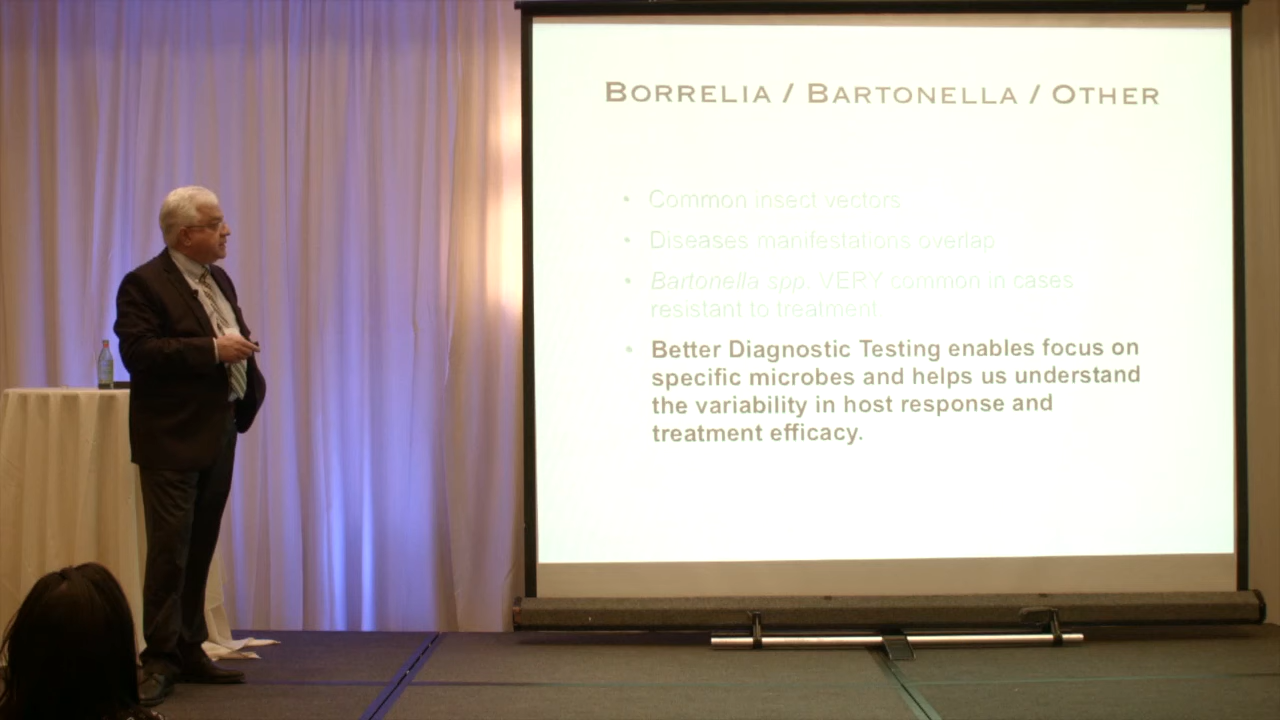 BORRELIA / BARTONELLA / OTHER
• Common insect vectors
• Diseases manifestations overlap
• Bartonella spp. VERY common in cases
resistant to treatment
• Better Diagnostic Testing enables focus on
specific microbes and helps us understand
the variability in host response and
treatment efficacy.